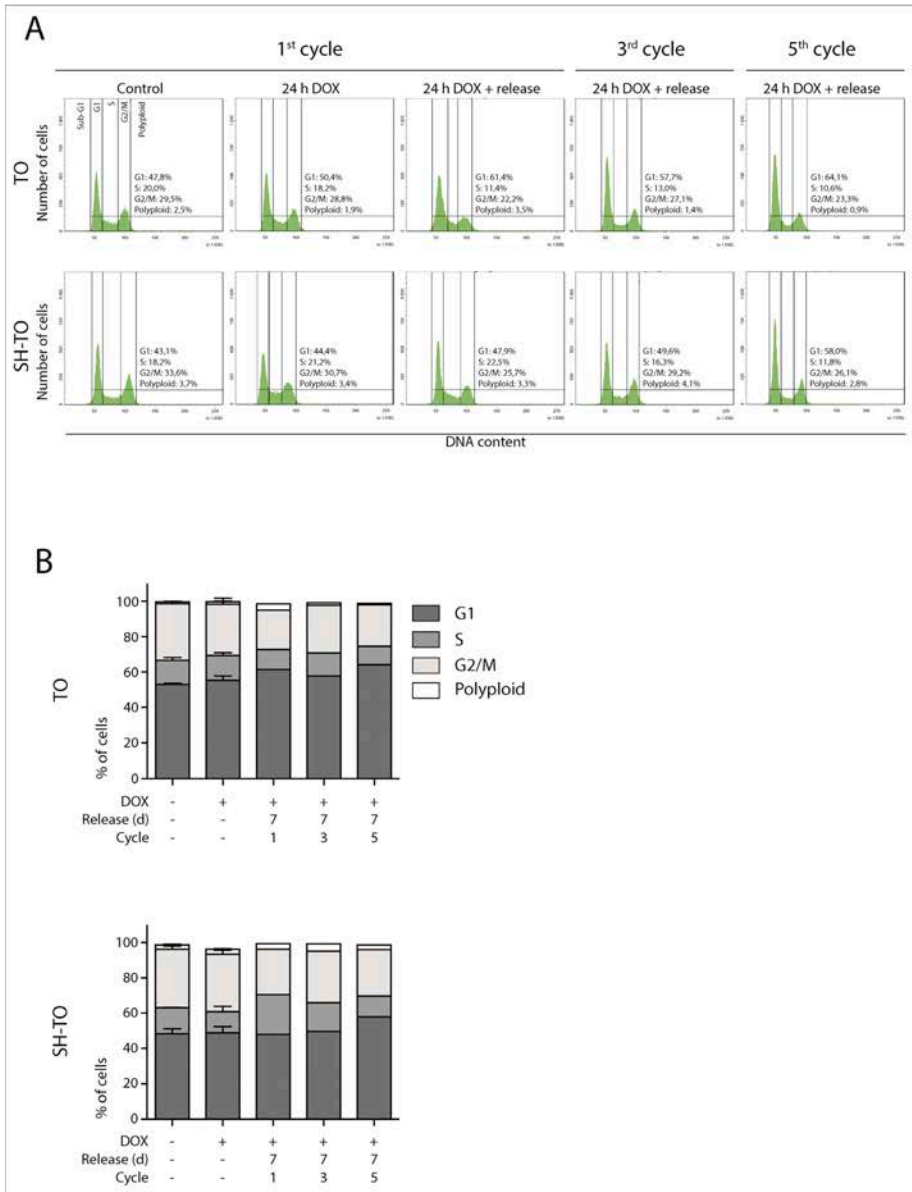 A
1st cycle
3rd cycle
5th cycle
Control
24 h DOX
24 h DOX + release
24 h DOX + release
24 h DOX + release
TO
Number of cells
Sub-G1
G1
S
G2/M
Polyploid
G1: 47,8%
S: 20,0%
G2/M: 29,5%
Polyploid: 2,5%
G1: 50,4%
S: 18,2%
G2/M: 28,8%
Polyploid: 1,9%
G1: 61,4%
S: 11,4%
G2/M: 22,2%
Polyploid: 3,5%
G1: 57,7%
S: 13,0%
G2/M: 27,1%
Polyploid: 1,4%
G1: 64,1%
S: 10,6%
G2/M: 23,3%
Polyploid: 0,9%
SH-TO
Number of cells
G1: 43,1%
S: 18,2%
G2/M: 33,6%
Polyploid: 3,7%
G1: 44,4%
S: 21,2%
G2/M: 30,7%
Polyploid: 3,4%
G1: 47,9%
S: 22,5%
G2/M: 25,7%
Polyploid: 3,3%
G1: 49,6%
S: 16,3%
G2/M: 29,2%
Polyploid: 4,1%
G1: 58,0%
S: 11,8%
G2/M: 26,1%
Polyploid: 2,8%
DNA content
B
TO
% of cells
100
80
60
40
20
0
G1
S
G2/M
Polyploid
DOX - + + + +
Release (d) - - 7 7 7
Cycle - - 1 3 5
SH-TO
% of cells
100
80
60
40
20
0
DOX - + + + +
Release (d) - - 7 7 7
Cycle - - 1 3 5